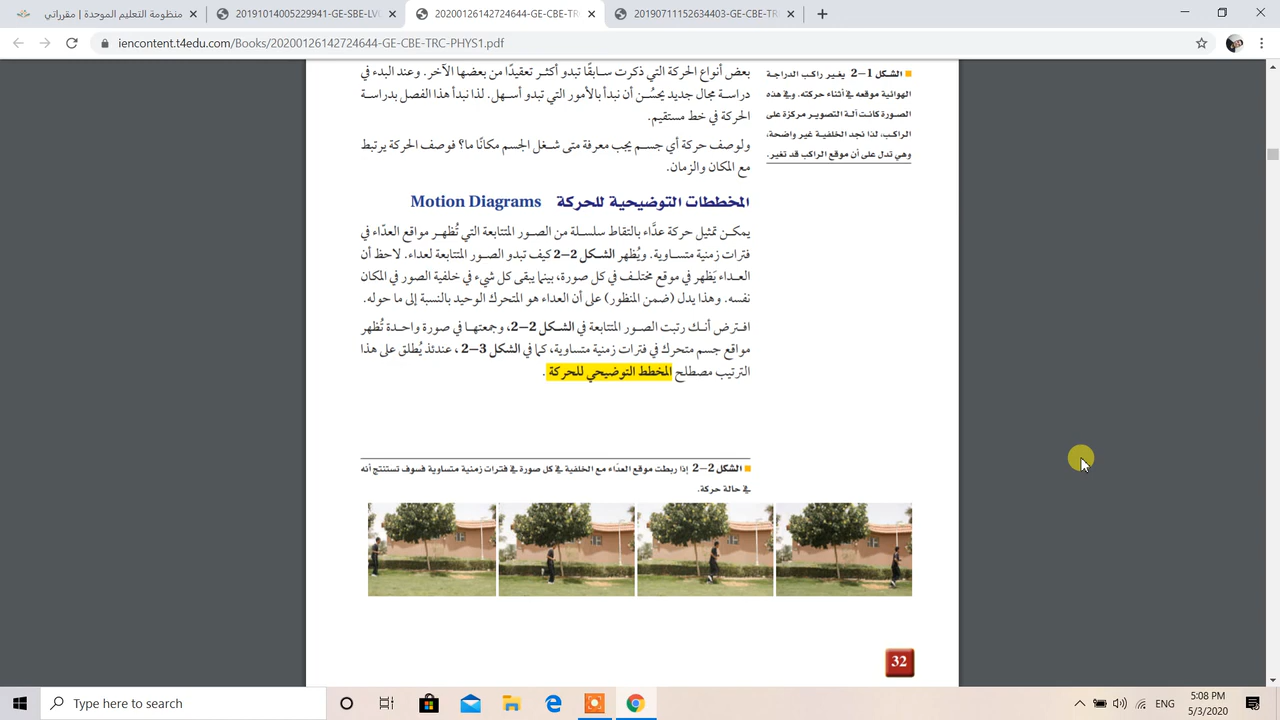 منظومة التعليم الموحدة | مقرراتي
20191014005229941-GE-SBE-LV
20200126142724644-GE-CBE-TR
20190711152634403-GE-CBE-TR
iencontent.t4edu.com/Books/20200126142724644-GE-CBE-TRC-PHYS1.pdf
بعض أنواع الحركة التي ذكرت سابقًا تبدو أكثر تعقيدًا من بعضها الآخر. وعند البدء في
دراسة مجال جديد يحسُن أن نبدأ بالأمور التي تبدو أسهل. لذا نبدأ هذا الفصل بدراسة
الحركة في خط مستقيم.
ولوصف حركة أي جسم يجب معرفة متى شغل الجسم مكانًا ما؟ فوصف الحركة يرتبط
مع المكان والزمان.
الشكل 1–2 يغير راكب الدراجة
الهوائية موقعه في أثناء حركته. وفي هذه
الصورة كانت آلة التصوير مركزة على
الراكب، لذا نجد الخلفية غير واضحة،
وهي تدل على أن موقع الراكب قد تغير.
المخططات التوضيحية للحركة Motion Diagrams
يمكن تمثيل حركة عدَّاء بالتقاط سلسلة من الصور المتتابعة التي تُظهر مواقع العدّاء في
فترات زمنية متساوية. ويُظهر الشكل 2–2 كيف تبدو الصور المتتابعة لعداء. لاحظ أن
العداء يَظهر في موقع مختلف في كل صورة، بينما يبقى كل شيء في خلفية الصور في المكان
نفسه. وهذا يدل (ضمن المنظور) على أن العداء هو المتحرك الوحيد بالنسبة إلى ما حوله.
افترض أنك رتبت الصور المتتابعة في الشكل 2–2، وجمعتها في صورة واحدة تُظهر
مواقع جسم متحرك في فترات زمنية متساوية، كما في الشكل 3–2 ، عندئذ يُطلق على هذا
الترتيب مصطلح المخطط التوضيحي للحركة .
الشكل 2–2 إذا ربطت موقع العدّاء مع الخلفية في كل صورة في فترات زمنية متساوية فسوف تستنتج أنه
في حالة حركة.
32
Type here to search
ENG
5:08 PM
5/3/2020